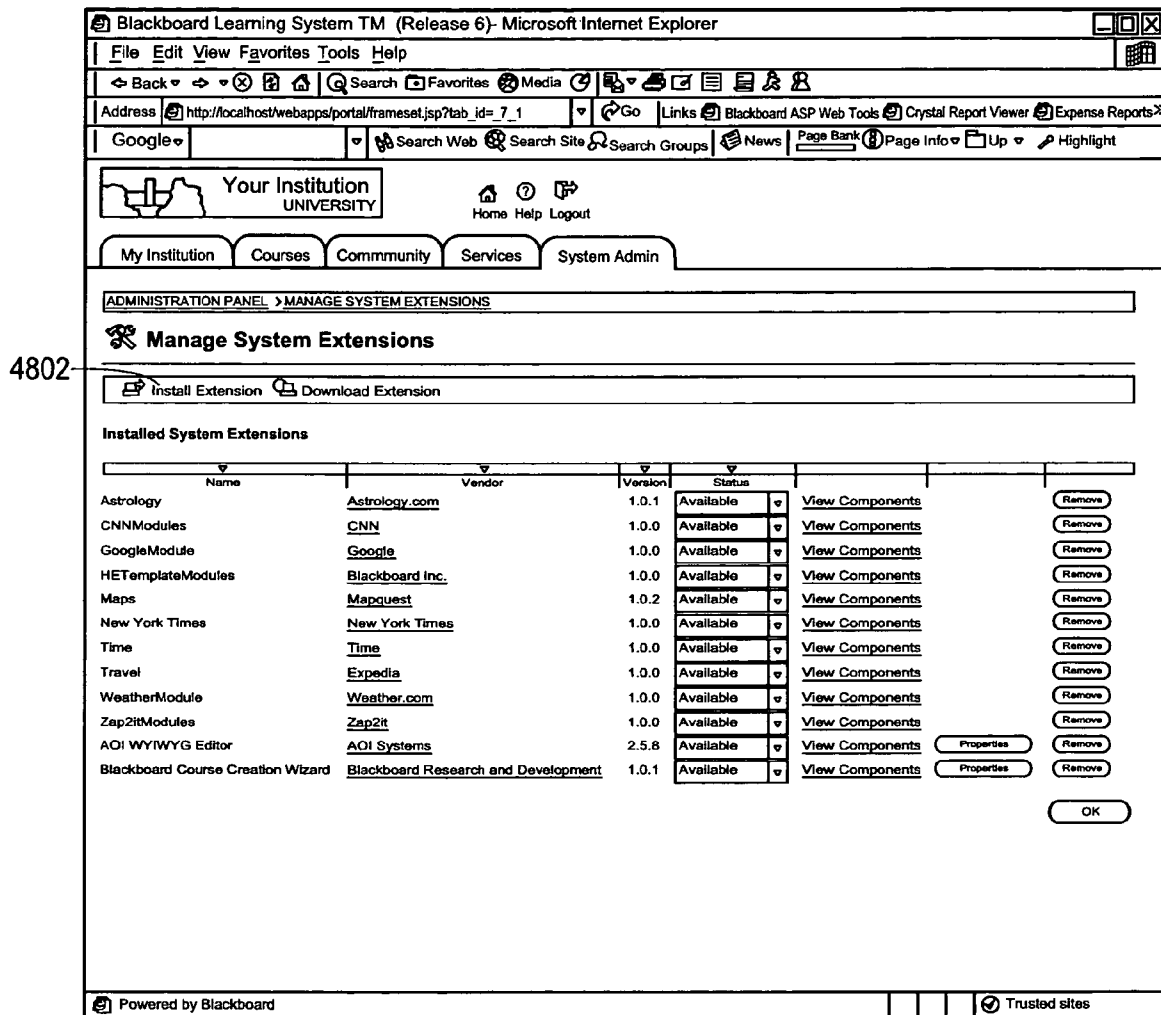 Blackboard Learning System TM (Release 6)- Microsoft Internet Explorer
File Edit View Favorites Tools Help
Back Search Favorites Media
Address http://localhost/webapps/portal/frameset.jsp?tab_id=_7_1 Go Links Blackboard ASP Web Tools Crystal Report Viewer Expense Reports
Google Search Web Search Site Search Groups News Page Bank Page Info Up Highlight
Your Institution
UNIVERSITY
Home Help Logout
My Institution Courses Commmunity Services System Admin
ADMINISTRATION PANEL > MANAGE SYSTEM EXTENSIONS
Manage System Extensions
4802
Install Extension Download Extension
Installed System Extensions
Name Vendor Version Status
Astrology Astrology.com 1.0.1 Available View Components Remove
CNNModules CNN 1.0.0 Available View Components Remove
GoogleModule Google 1.0.0 Available View Components Remove
HETemplateModules Blackboard Inc. 1.0.0 Available View Components Remove
Maps Mapquest 1.0.2 Available View Components Remove
New York Times New York Times 1.0.0 Available View Components Remove
Time Time 1.0.0 Available View Components Remove
Travel Expedia 1.0.0 Available View Components Remove
WeatherModule Weather.com 1.0.0 Available View Components Remove
Zap2itModules Zap2it 1.0.0 Available View Components Remove
AOI WYIWYG Editor AOI Systems 2.5.8 Available View Components Properties Remove
Blackboard Course Creation Wizard Blackboard Research and Development 1.0.1 Available View Components Properties Remove
OK
Powered by Blackboard Trusted sites